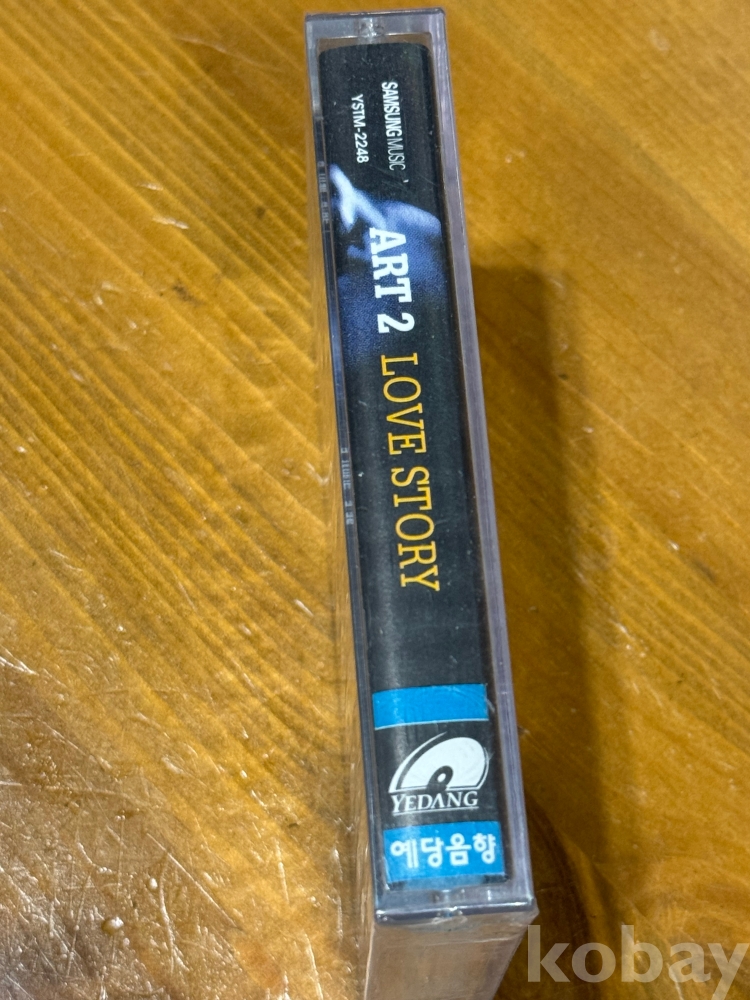 SAMSUNG MUSIC
YSTM-2248
ART 2 LOVE STORY
YEDANG
예당음향
kobay